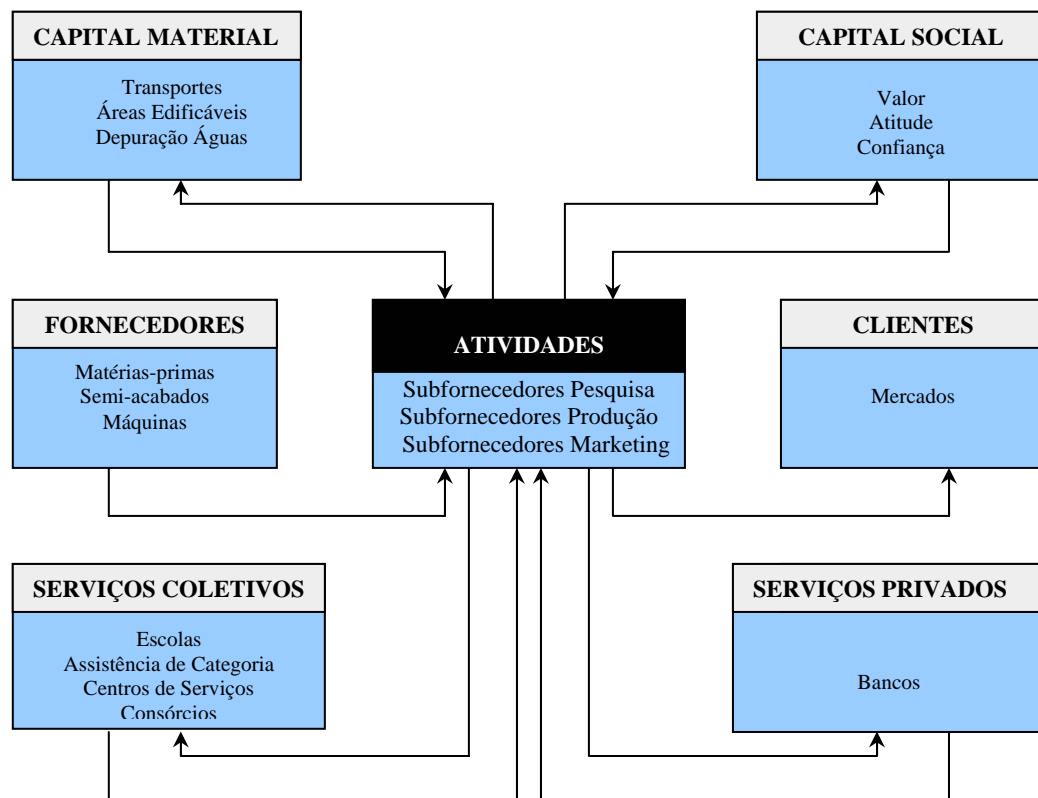 CAPITAL MATERIAL
Transportes
Áreas Edificáveis
Depuração Águas
CAPITAL SOCIAL
Valor
Atitude
Confiança
FORNECEDORES
Matérias-primas
Semi-acabados
Máquinas
ATIVIDADES
Subfornecedores Pesquisa
Subfornecedores Produção
Subfornecedores Marketing
CLIENTES
Mercados
SERVIÇOS COLETIVOS
Escolas
Assistência de Categoria
Centros de Serviços
Consórcios
SERVIÇOS PRIVADOS
Bancos